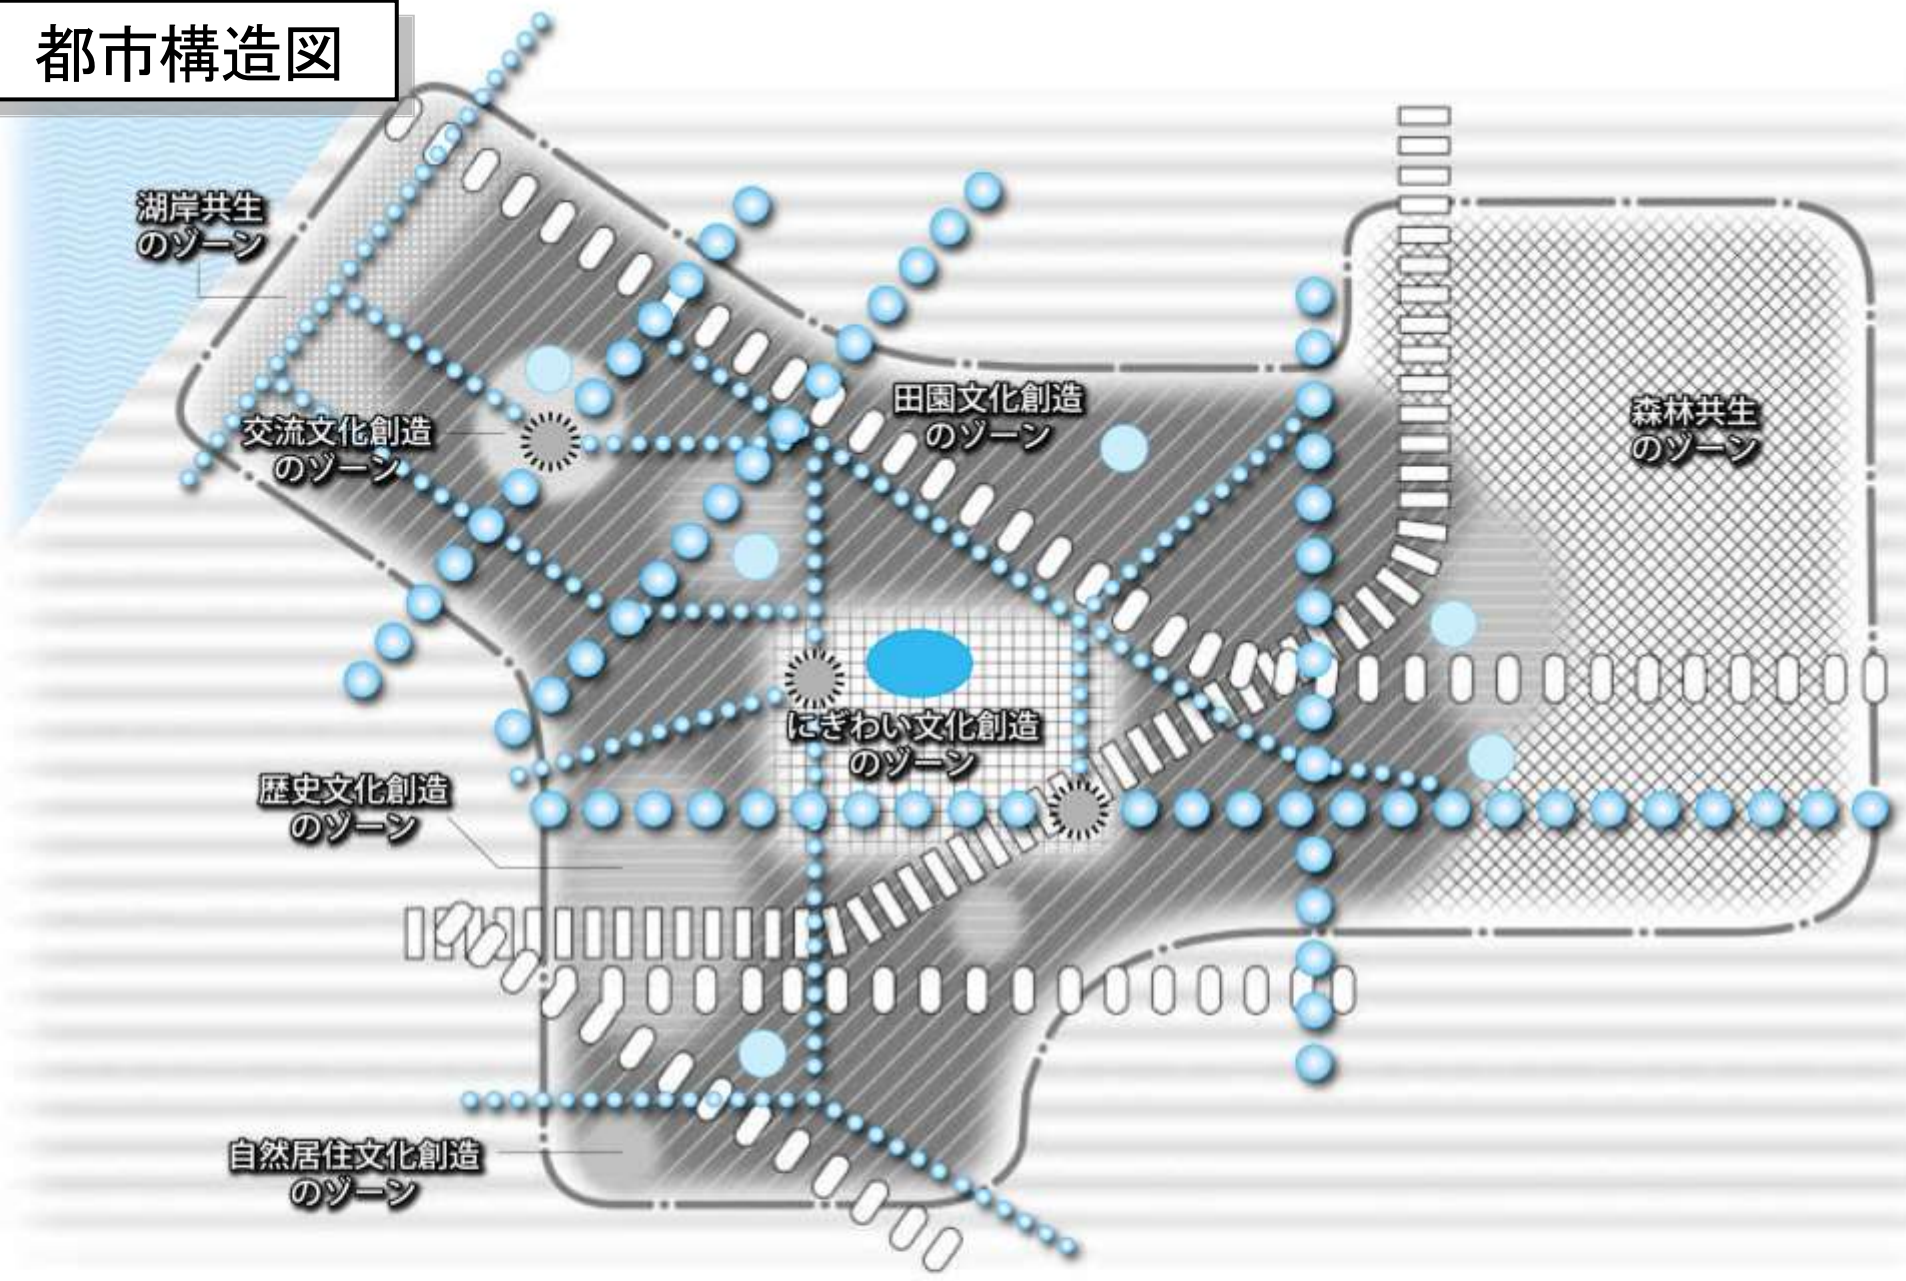 都市構造図
湖岸共生
のゾーン
交流文化創造
のゾーン
田園文化創造
のゾーン
森林共生
のゾーン
にぎわい文化創造
のゾーン
歴史文化創造
のゾーン
自然居住文化創造
のゾーン